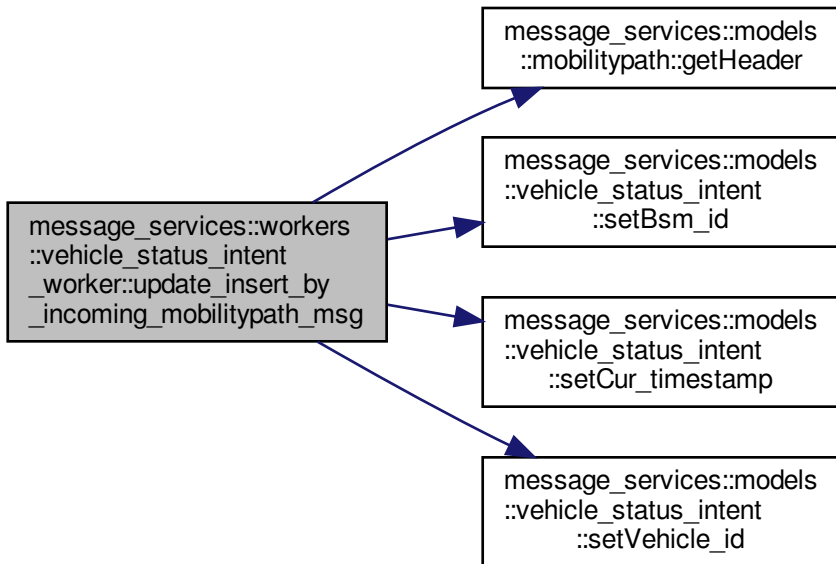 message_services::models
::mobilitypath::getHeader
message_services::models
::vehicle_status_intent
::setBsm_id
message_services::workers
::vehicle_status_intent
_worker::update_insert_by
_incoming_mobilitypath_msg
message_services::models
::vehicle_status_intent
::setCur_timestamp
message_services::models
::vehicle_status_intent
::setVehicle_id